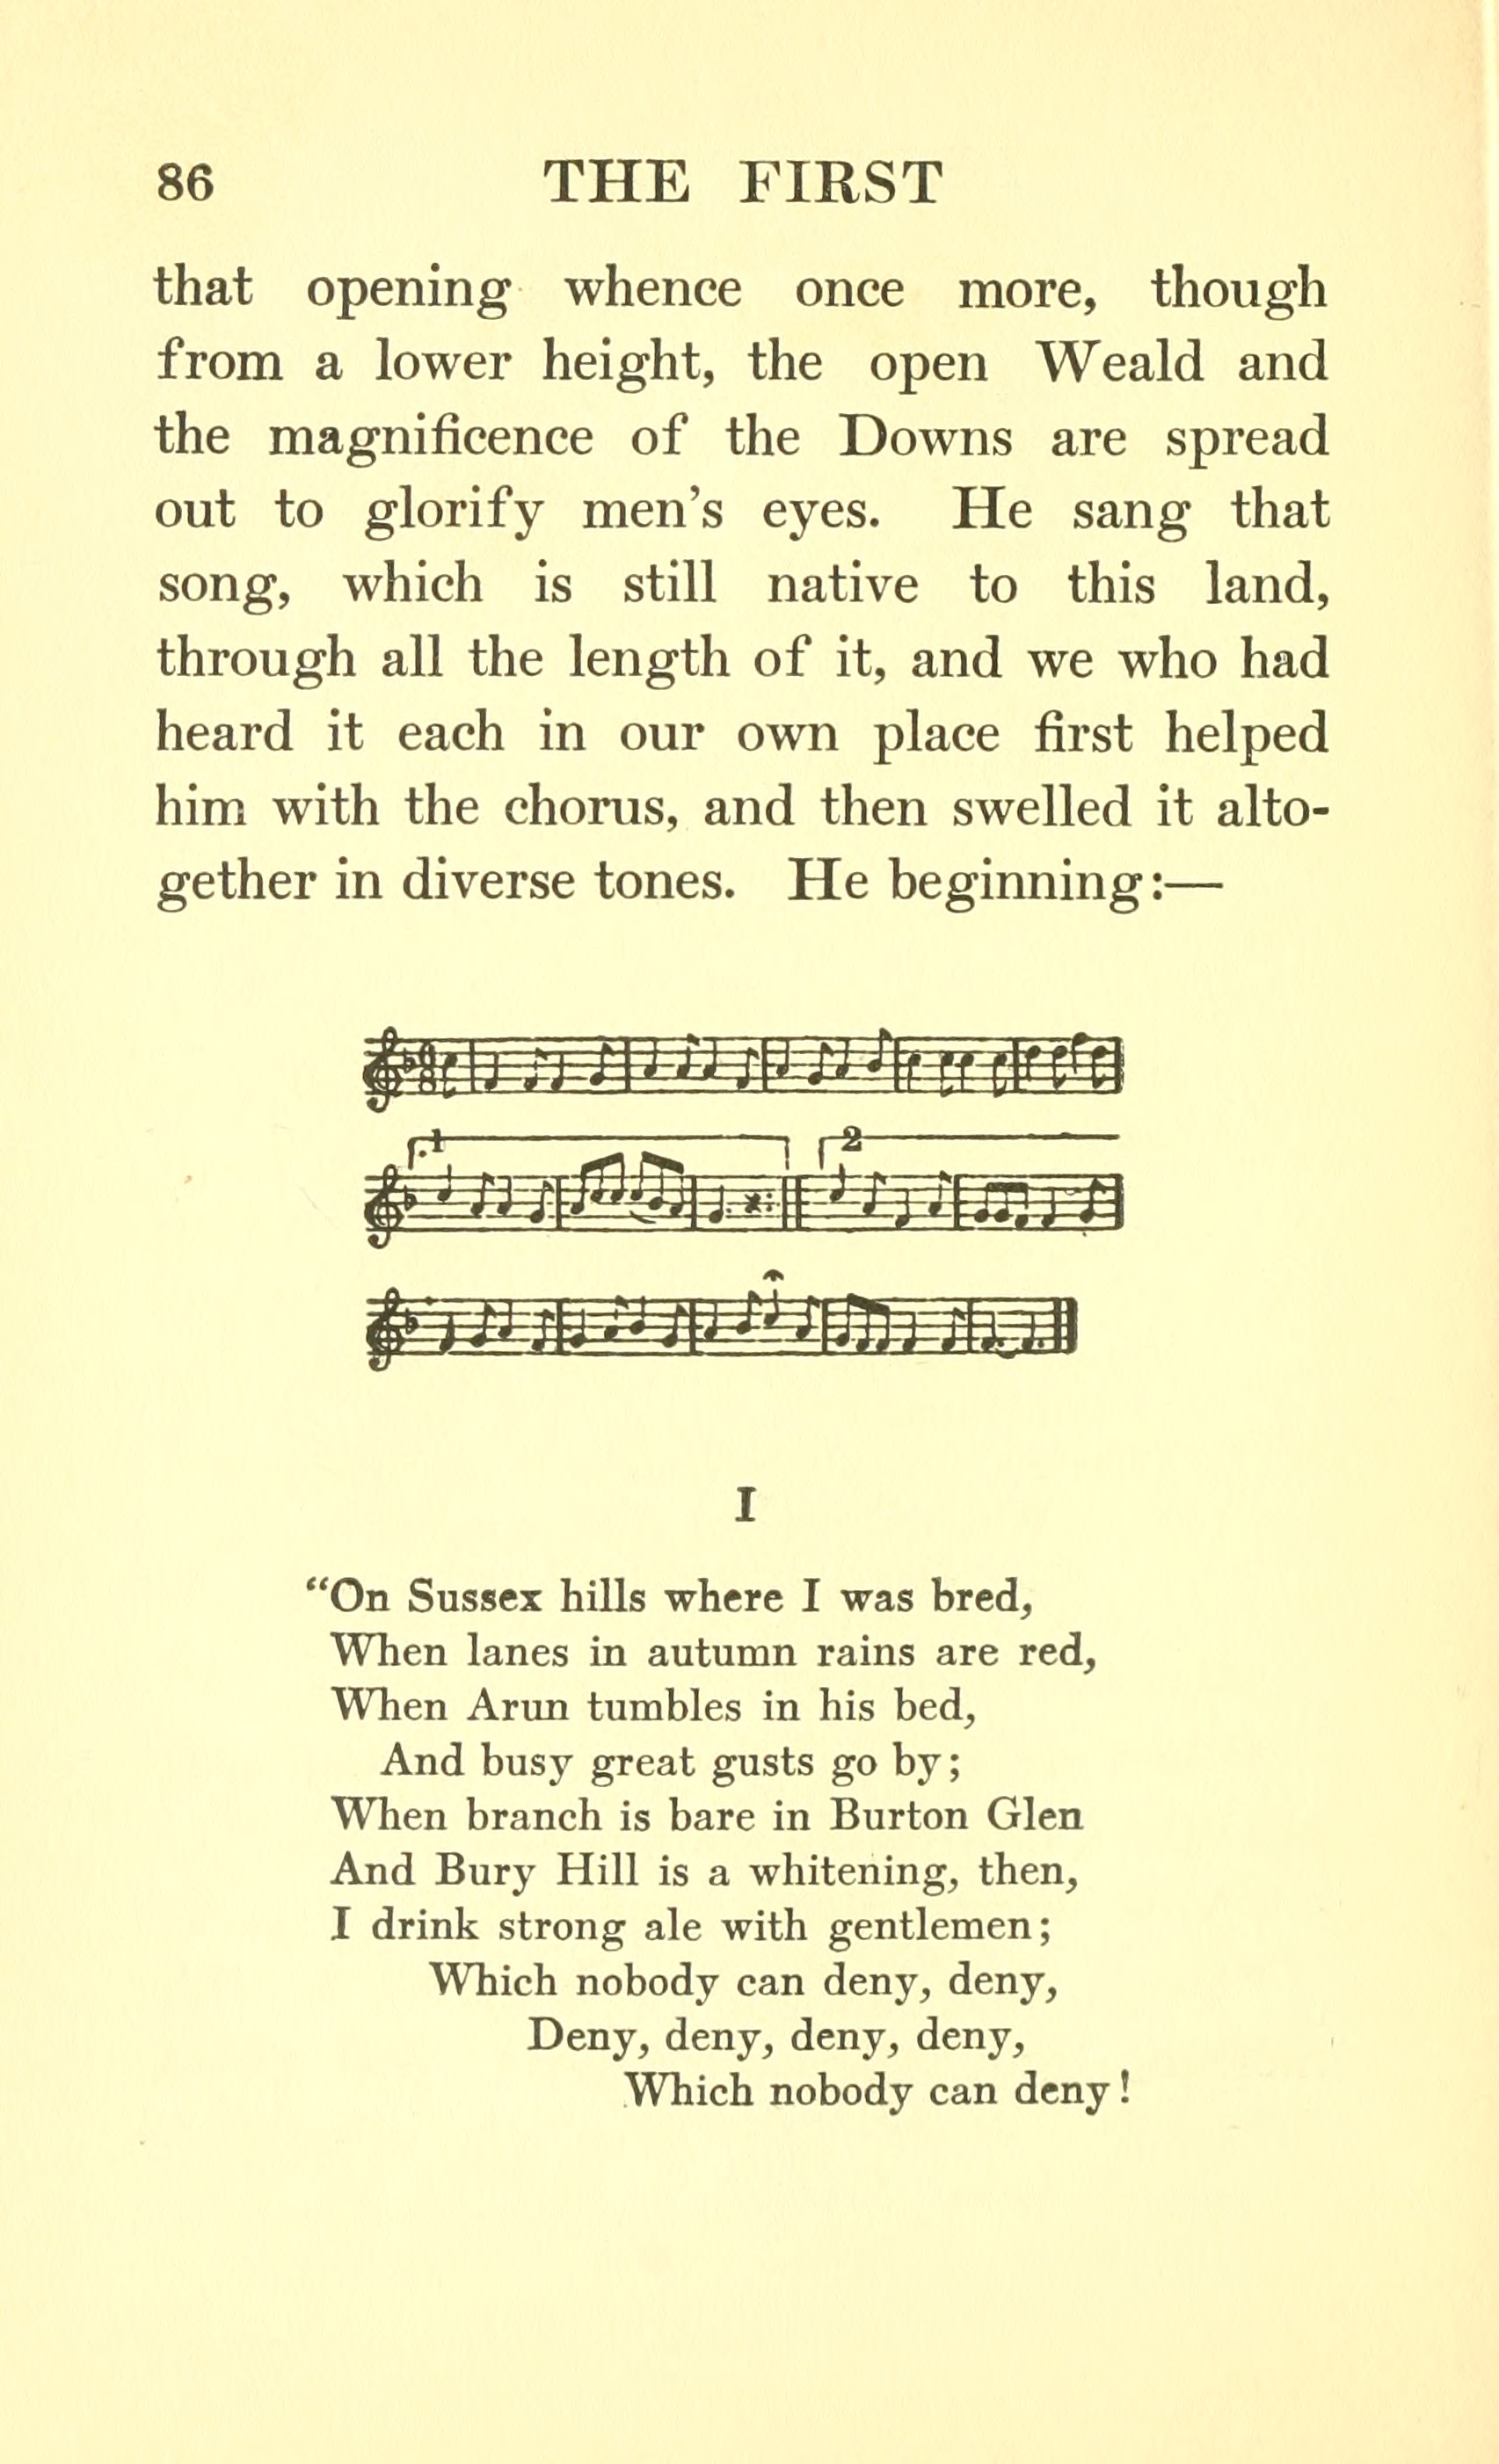 86 THE FIRST
that opening whence once more, though
from a lower height, the open Weald and
the magnificence of the Downs are spread
out to glorify men's eyes. He sang that
song, which is still native to this land,
through all the length of it, and we who had
heard it each in our own place first helped
him with the chorus, and then swelled it alto-
gether in diverse tones. He beginning:—
1 2
I
“On Sussex hills where I was bred,
When lanes in autumn rains are red,
When Arun tumbles in his bed,
And busy great gusts go by;
When branch is bare in Burton Glen
And Bury Hill is a whitening, then,
I drink strong ale with gentlemen;
Which nobody can deny, deny,
Deny, deny, deny, deny,
Which nobody can deny!